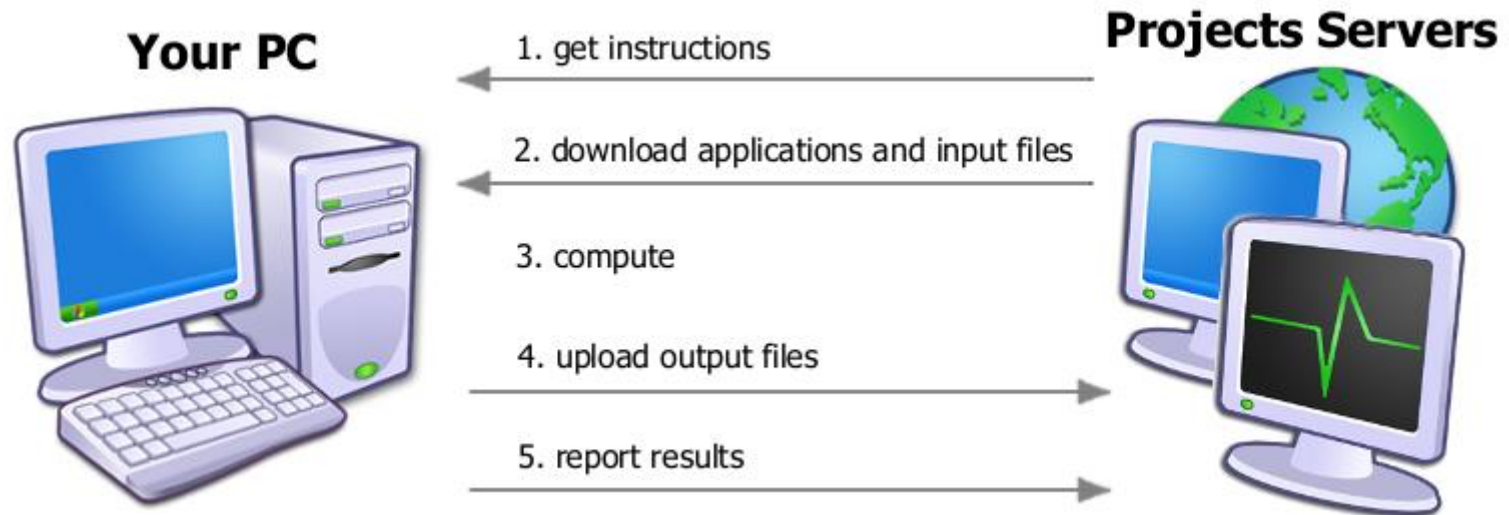 Your PC
Projects Servers
1. get instructions
2. download applications and input files
3. compute
4. upload output files
5. report results